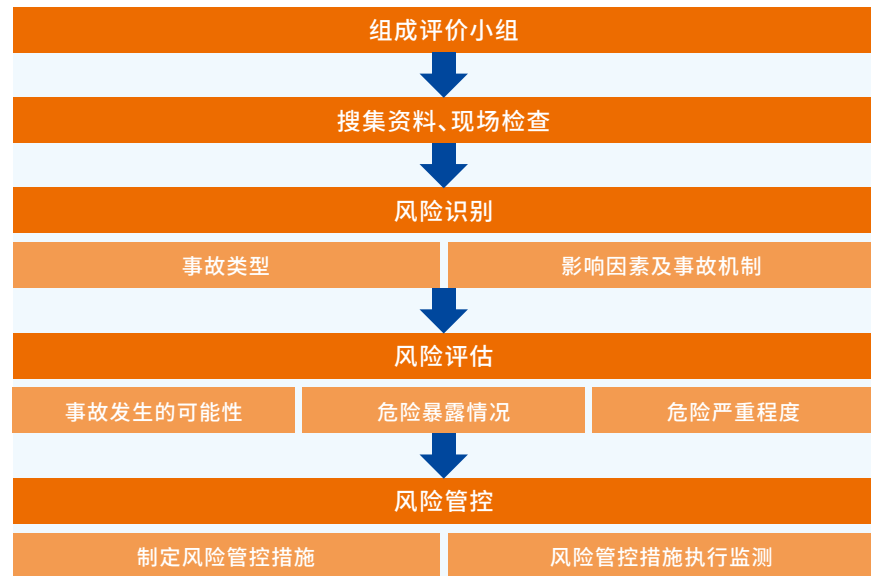 组成评价小组
搜集资料、现场检查
风险识别
事故类型
影响因素及事故机制
风险评估
事故发生的可能性
危险暴露情况
危险严重程度
风险管控
制定风险管控措施
风险管控措施执行监测